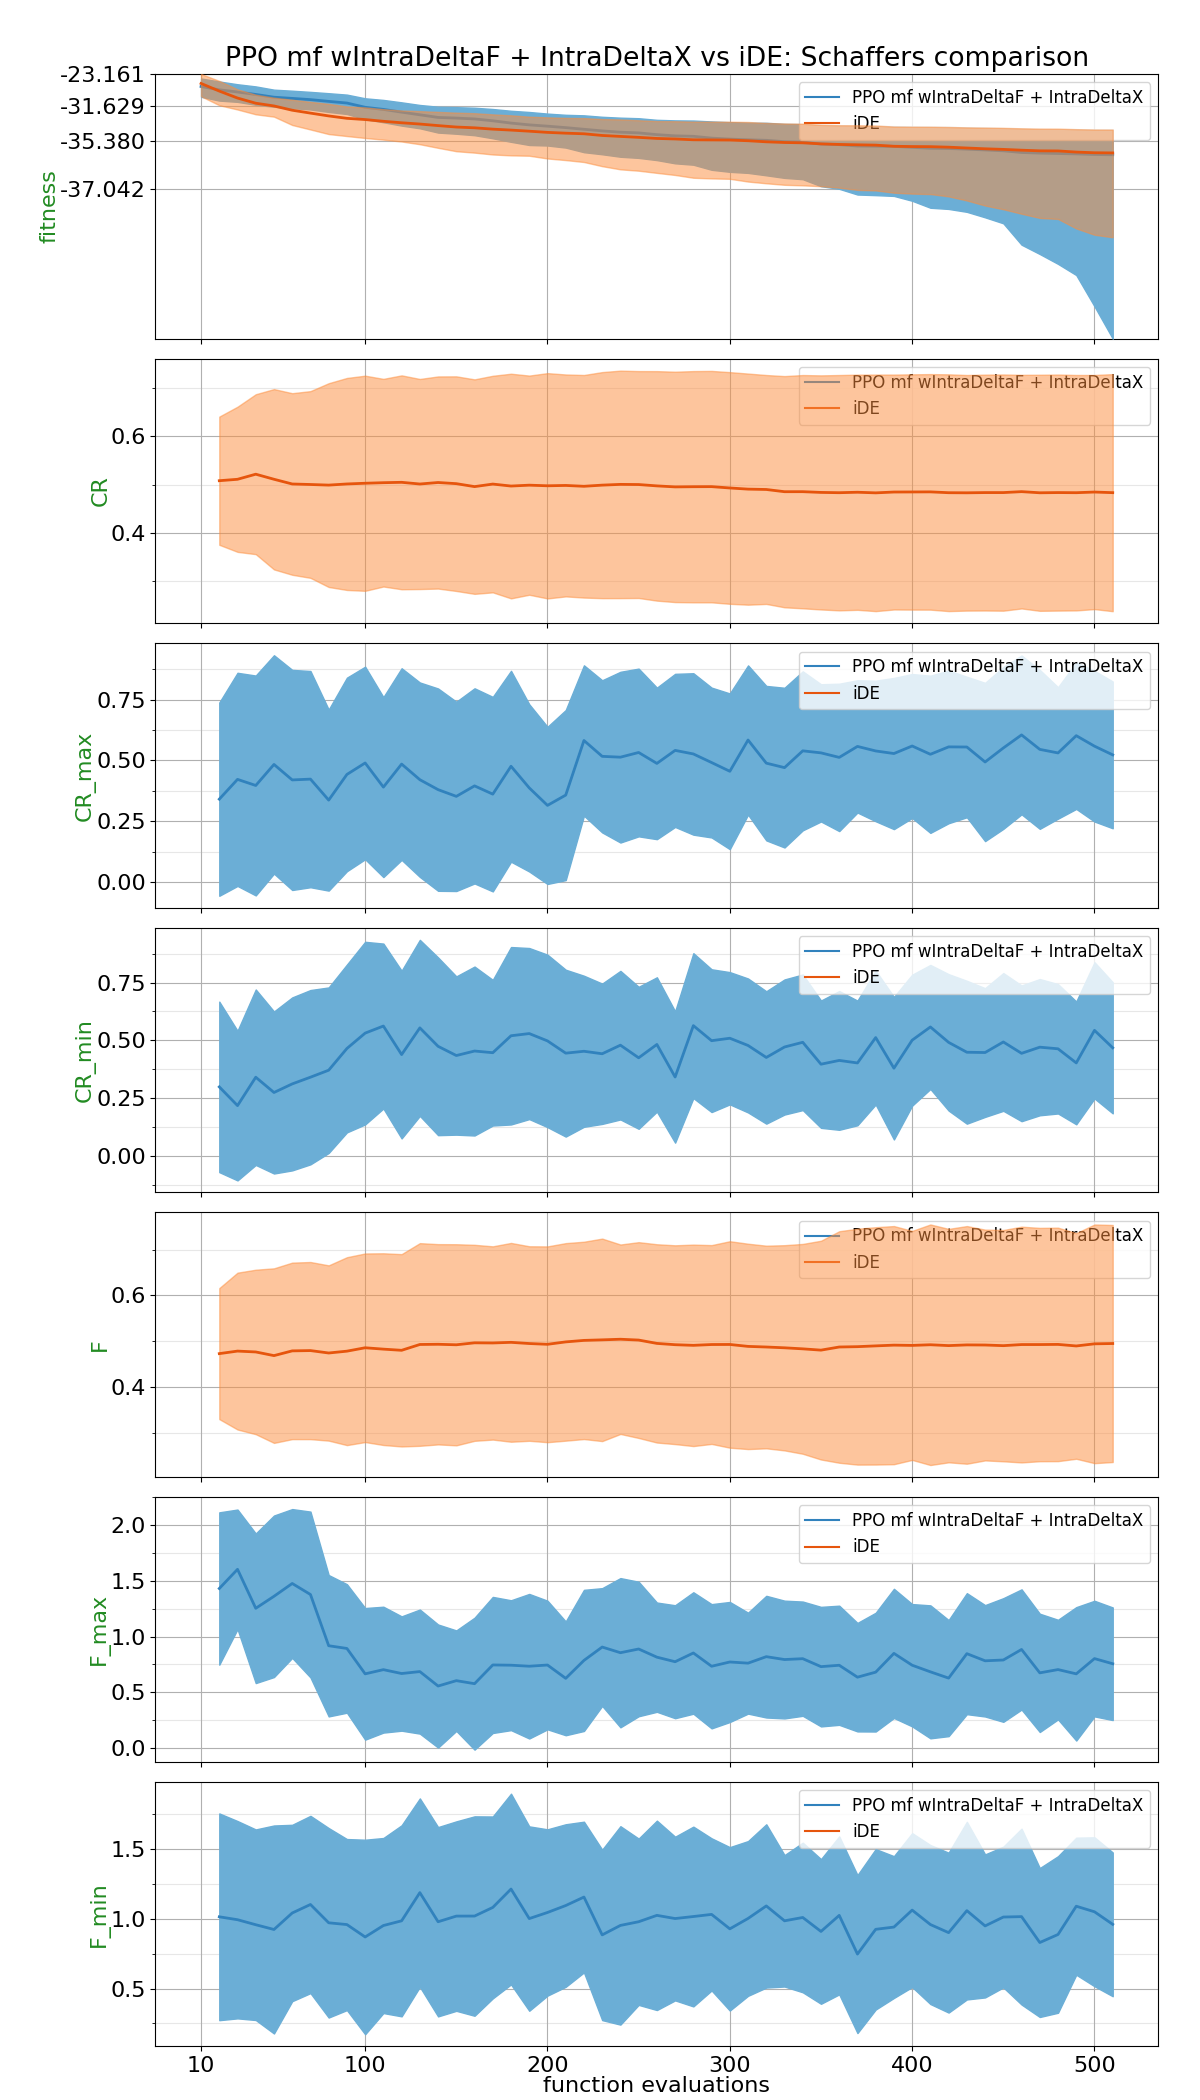 PPO mf wIntraDeltaF + IntraDeltaX vs iDE: Schaffers comparison
-23.161
-31.629
-35.380
-37.042
fitness
PPO mf wIntraDeltaF + IntraDeltaX
iDE
0.6
0.4
CR
PPO mf wIntraDeltaF + IntraDeltaX
iDE
0.75
0.50
0.25
0.00
CR_max
PPO mf wIntraDeltaF + IntraDeltaX
iDE
0.75
0.50
0.25
0.00
CR_min
PPO mf wIntraDeltaF + IntraDeltaX
iDE
0.6
0.4
F
PPO mf wIntraDeltaF + IntraDeltaX
iDE
2.0
1.5
1.0
0.5
0.0
F_max
PPO mf wIntraDeltaF + IntraDeltaX
iDE
1.5
1.0
0.5
F_min
PPO mf wIntraDeltaF + IntraDeltaX
iDE
10 100 200 300 400 500
function evaluations